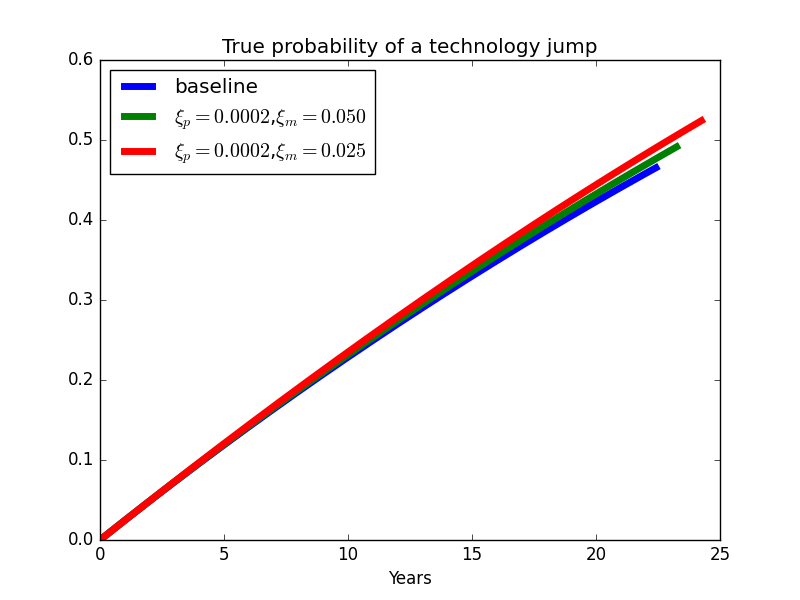 True probability of a technology jump
0.6
0.5
0.4
0.3
0.2
0.1
0.0
baseline
ξp = 0.0002,ξm = 0.050
ξp = 0.0002,ξm = 0.025
0 5 10 15 20 25
Years